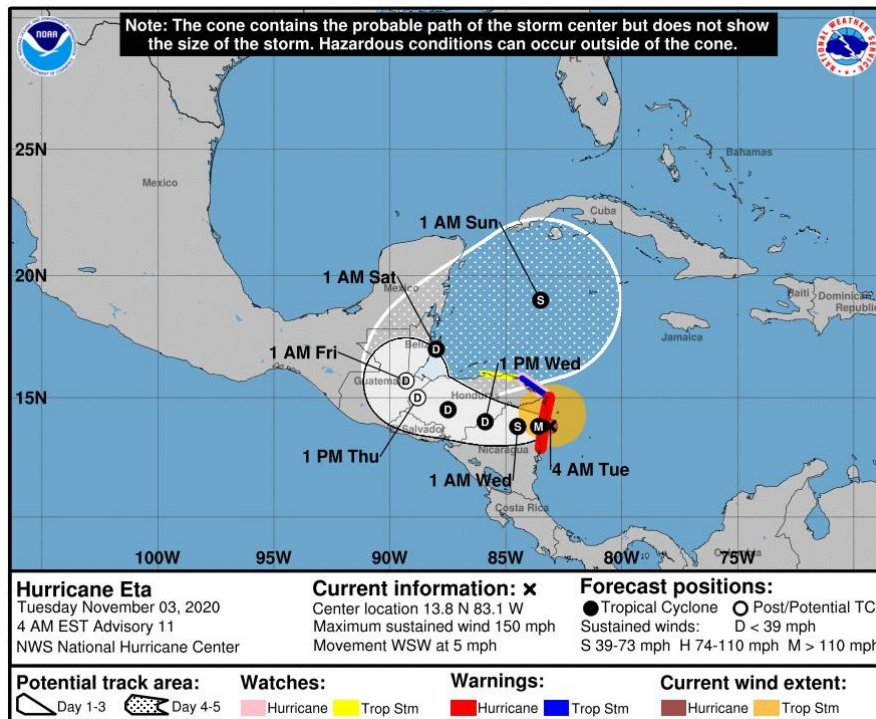 Note: The cone contains the probable path of the storm center but does not show
the size of the storm. Hazardous conditions can occur outside of the cone.
NOAA
NATIONAL WEATHER SERVICE
FL
25N
Mexico
Bahamas
1 AM Sun
Cuba
20N
1 AM Sat
Mexico
Haiti
Dominican
Republic
Jamaica
Belize
1 AM Fri
1 PM Wed
15N
Guatemala
Honduras
El Salvador
Nicaragua
D
D
D
D
D
S
M
S
1 PM Thu
1 AM Wed
4 AM Tue
Costa Rica
Colombia
100W
95W
90W
85W
80W
75W
Hurricane Eta
Tuesday November 03, 2020
4 AM EST Advisory 11
NWS National Hurricane Center
Current information: x
Center location 13.8 N 83.1 W
Maximum sustained wind 150 mph
Movement WSW at 5 mph
Forecast positions:
Tropical Cyclone Post/Potential TC
Sustained winds: D < 39 mph
S 39-73 mph H 74-110 mph M > 110 mph
Potential track area:
Day 1-3 Day 4-5
Watches:
Hurricane Trop Stm
Warnings:
Hurricane Trop Stm
Current wind extent:
Hurricane Trop Stm